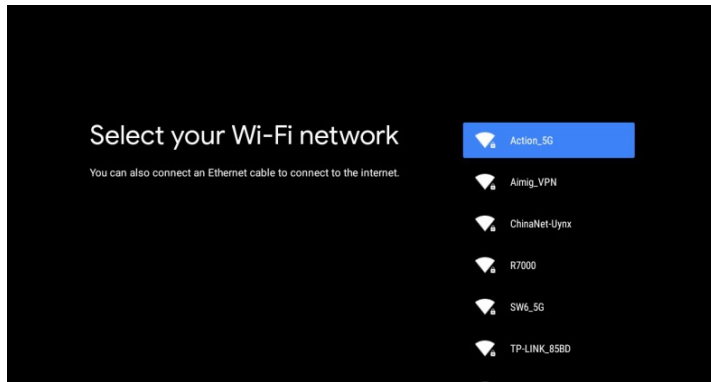 Select your Wi-Fi network
You can also connect an Ethernet cable to connect to the internet.
Action_5G
Aimig_VPN
ChinaNet-Uynx
R7000
SW6_5G
TP-LINK_85BD